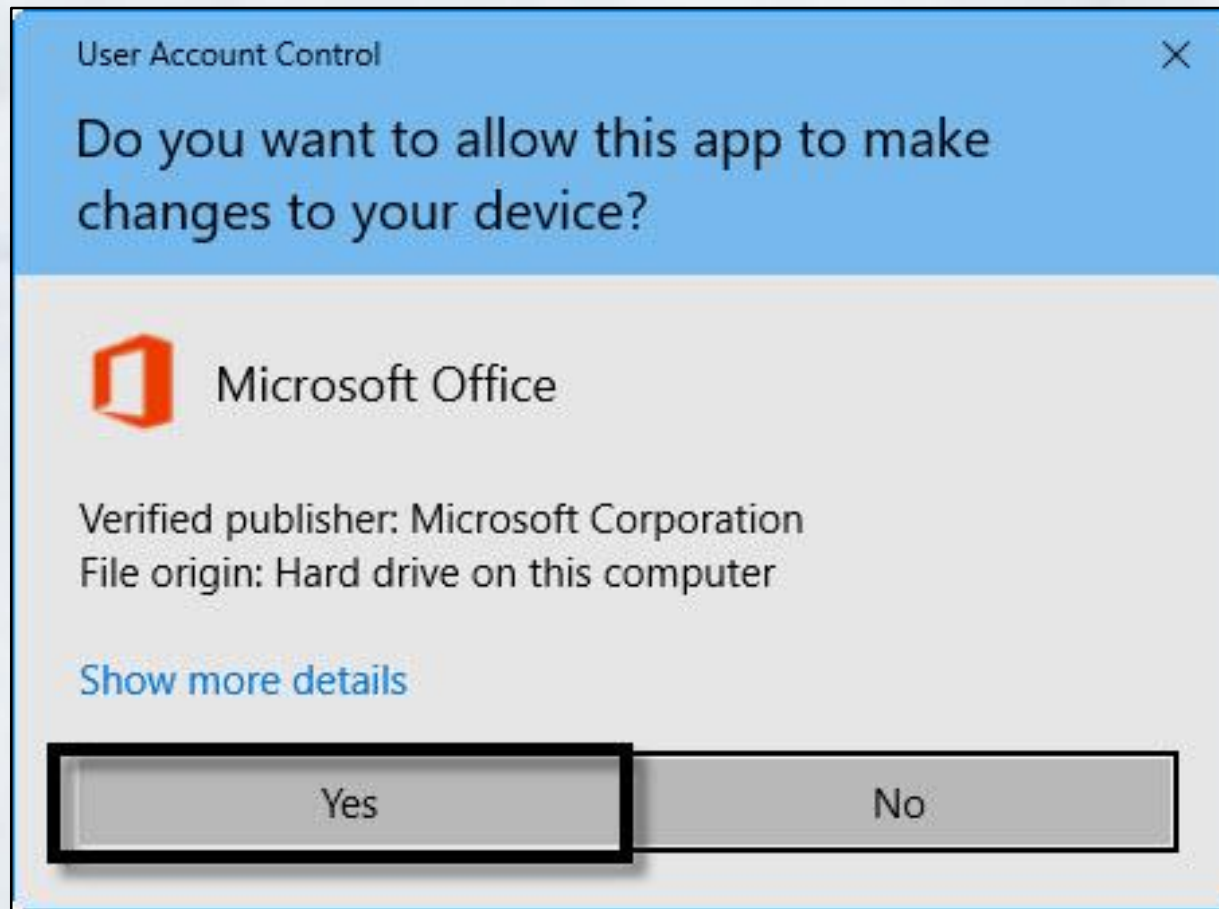 User Account Control
Do you want to allow this app to make
changes to your device?
Microsoft Office
Verified publisher: Microsoft Corporation
File origin: Hard drive on this computer
Show more details
Yes
No